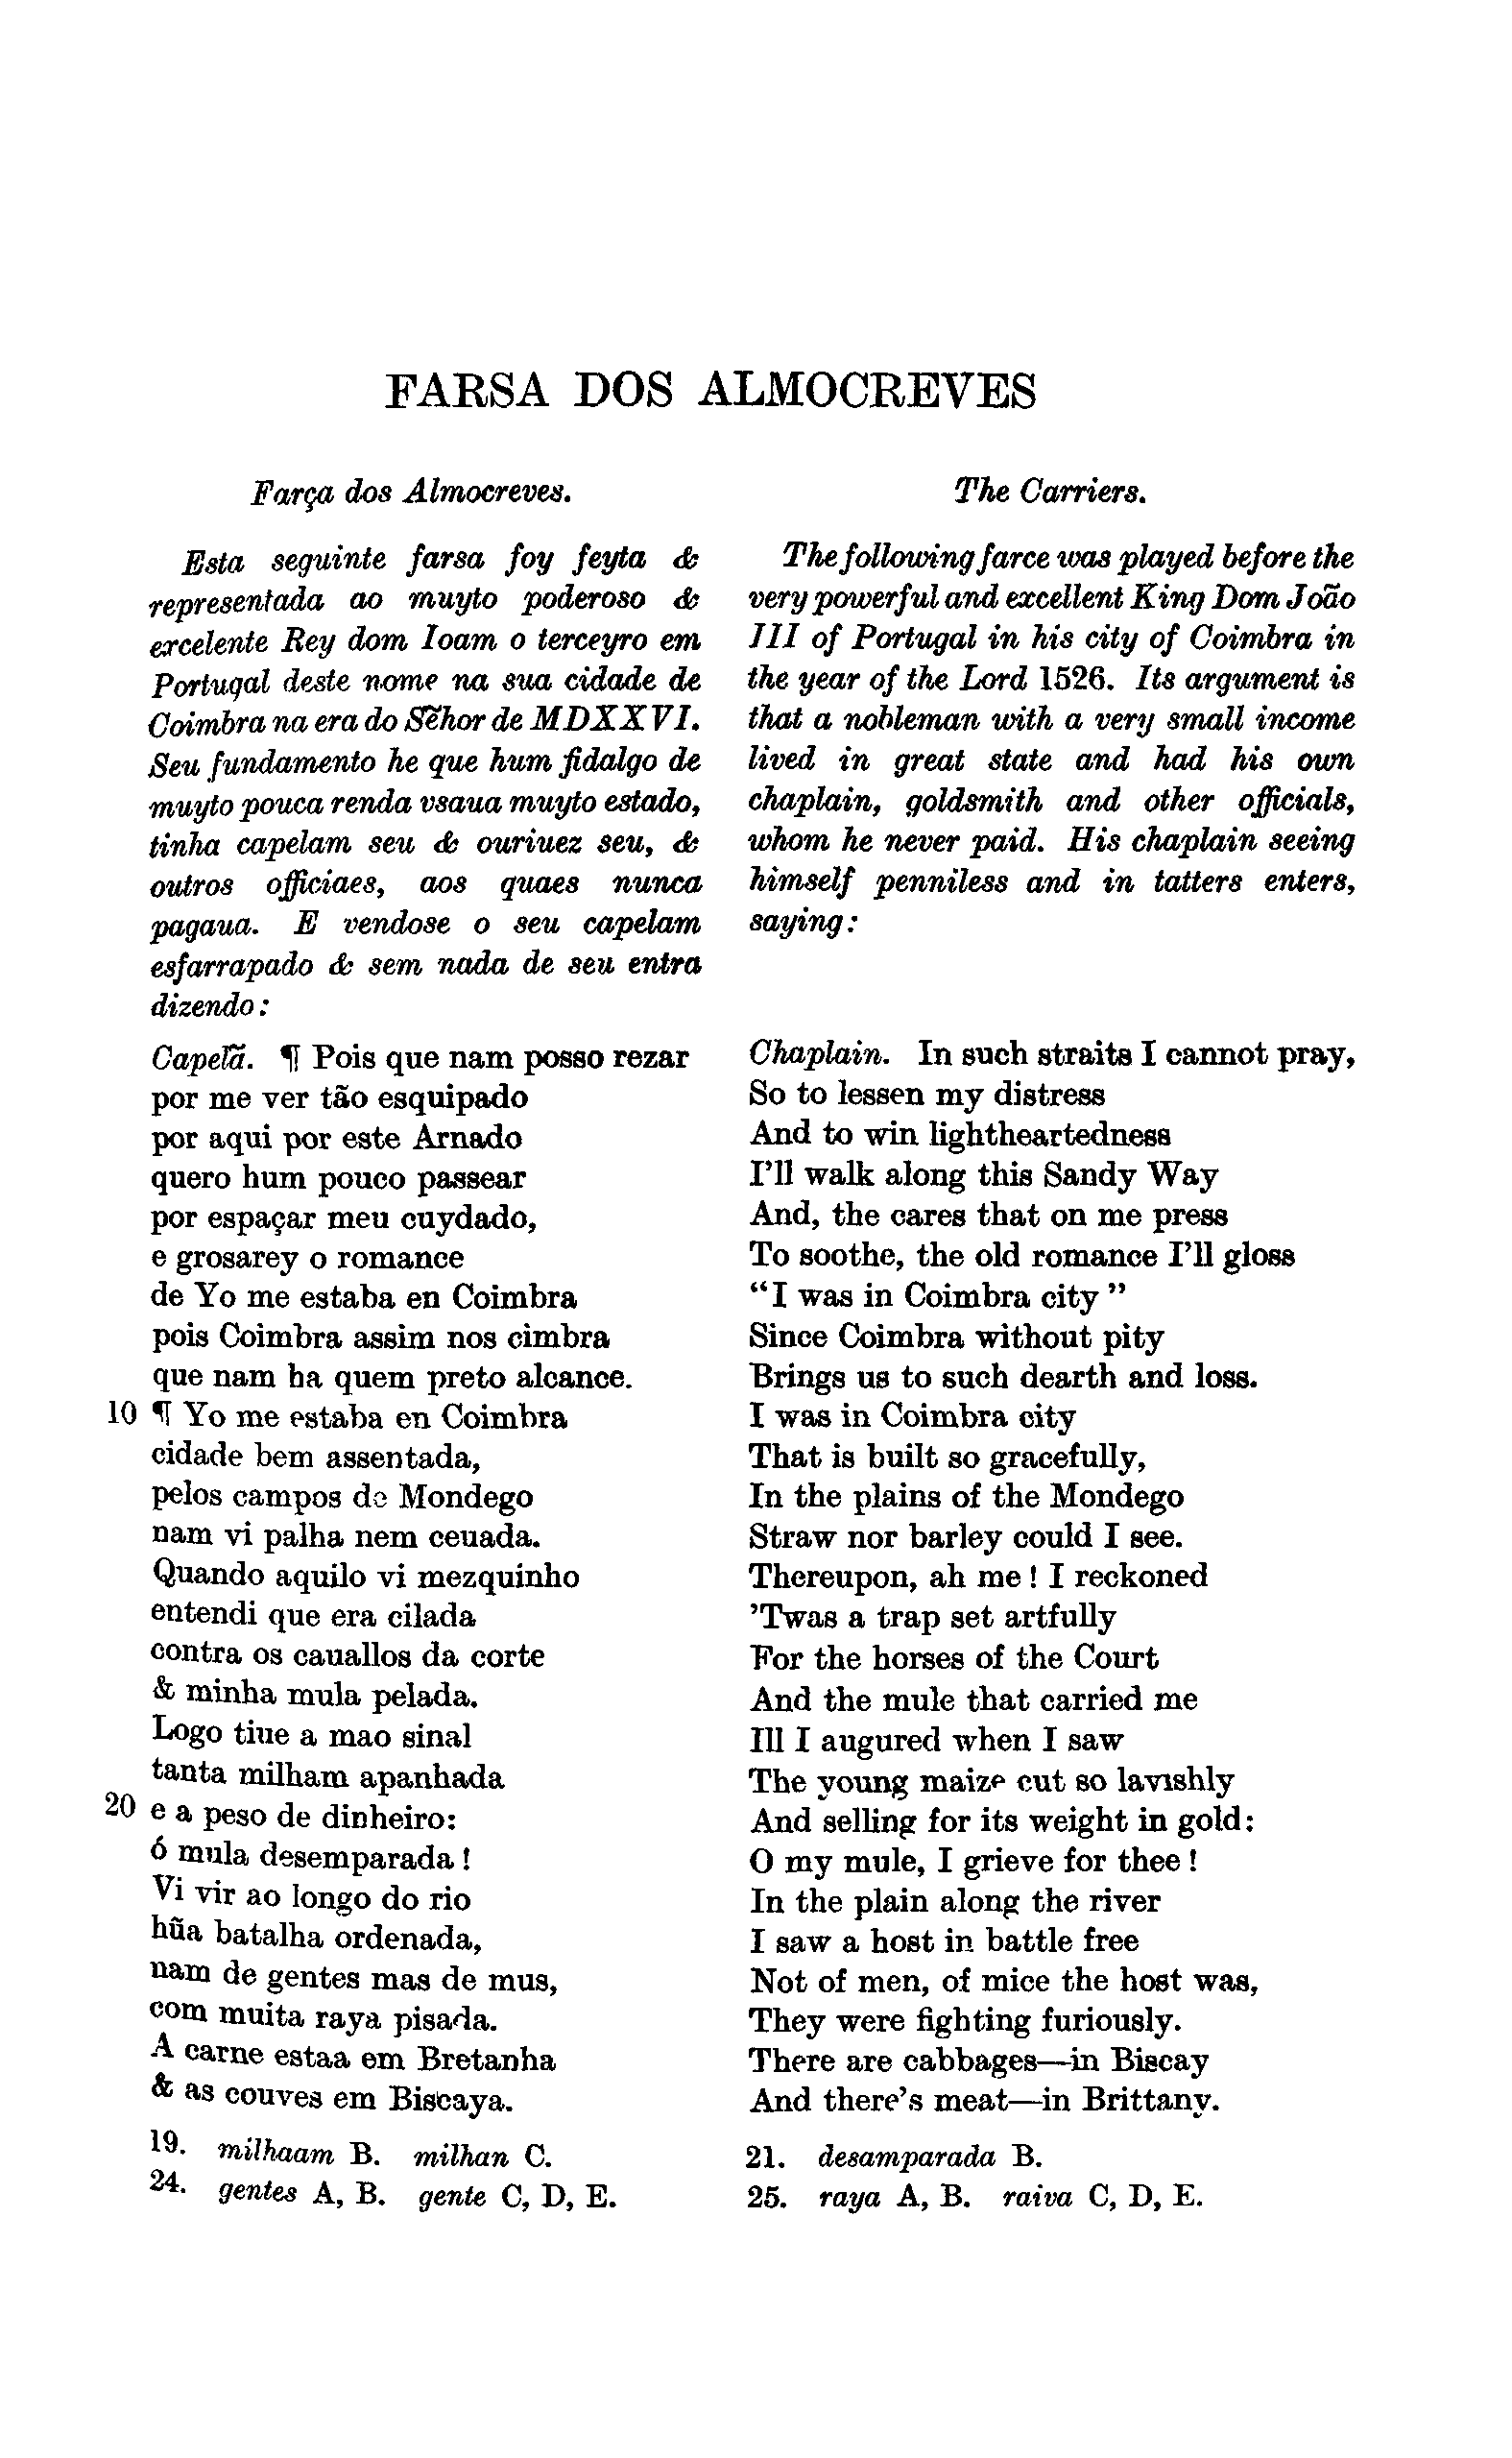 FARSA DOS ALMOCREVES
Farça dos Almocreves.
Esta seguinte farsa foy feyta &
representada ao muyto poderoso &
excelente Rey dom Ioam o terceyro em
Portugal deste nome na sua cidade de
Coimbra na era do Sẽhor de MDXXVI.
Seu fundamento he que hum fidalgo de
muyto pouca renda vsaua muyto estado,
tinha capelam seu & ouriuez seu, &
outros officiaes, aos quaes nunca
pagaua. E vendose o seu capelam
esfarrapado & sem nada de seu entra
dizendo:
Capelã. ¶ Pois que nam posso rezar
por me ver tão esquipado
por aqui por este Arnado
quero hum pouco passear
por espaçar meu cuydado,
e grosarey o romance
de Yo me estaba en Coimbra
pois Coimbra assim nos cimbra
que nam ha quem preto alcance.
10 ¶ Yo me estaba en Coimbra
cidade bem assentada,
pelos campos de Mondego
nam vi palha nem ceuada.
Quando aquilo vi mezquinho
entendi que era cilada
contra os cauallos da corte
& minha mula pelada.
Logo tiue a mao sinal
tanta milham apanhada
20 e a peso de dinheiro:
ó mula desemparada!
Vi vir ao longo do rio
hũa batalha ordenada,
nam de gentes mas de mus,
com muita raya pisada.
A carne estaa em Bretanha
& as couves em Biscaya.
19. milhaam B. milhan C.
24. gentes A, B. gente C, D, E.
The Carriers.
The following farce was played before the
very powerful and excellent King Dom João
III of Portugal in his city of Coimbra in
the year of the Lord 1526. Its argument is
that a nobleman with a very small income
lived in great state and had his own
chaplain, goldsmith and other officials,
whom he never paid. His chaplain seeing
himself penniless and in tatters enters,
saying:
Chaplain. In such straits I cannot pray,
So to lessen my distress
And to win lightheartedness
I'll walk along this Sandy Way
And, the cares that on me press
To soothe, the old romance I'll gloss
"I was in Coimbra city"
Since Coimbra without pity
Brings us to such dearth and loss.
I was in Coimbra city
That is built so gracefully,
In the plains of the Mondego
Straw nor barley could I see.
Thereupon, ah me! I reckoned
'Twas a trap set artfully
For the horses of the Court
And the mule that carried me
Ill I augured when I saw
The young maize cut so lavishly
And selling for its weight in gold:
O my mule, I grieve for thee!
In the plain along the river
I saw a host in battle free
Not of men, of mice the host was,
They were fighting furiously.
There are cabbages—in Biscay
And there's meat—in Brittany.
21. desamparada B.
25. raya A, B. raiva C, D, E.